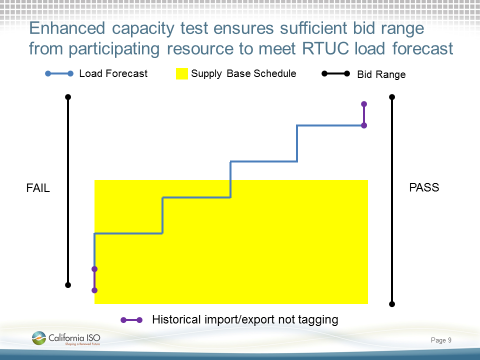 Enhanced capacity test ensures sufficient bid range
from participating resource to meet RTUC load forecast
Load Forecast
Supply Base Schedule
Bid Range
FAIL
PASS
Historical import/export not tagging
California ISO
Page 9